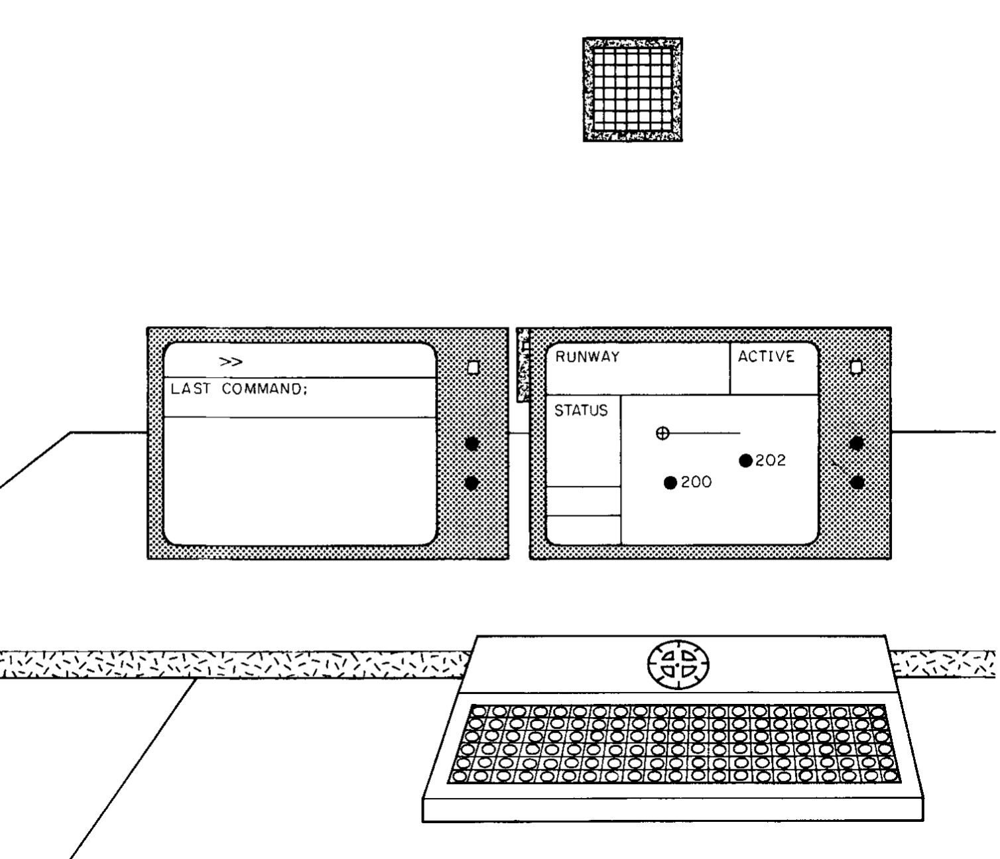 >>
LAST COMMAND;
RUNWAY
ACTIVE
STATUS
202
200